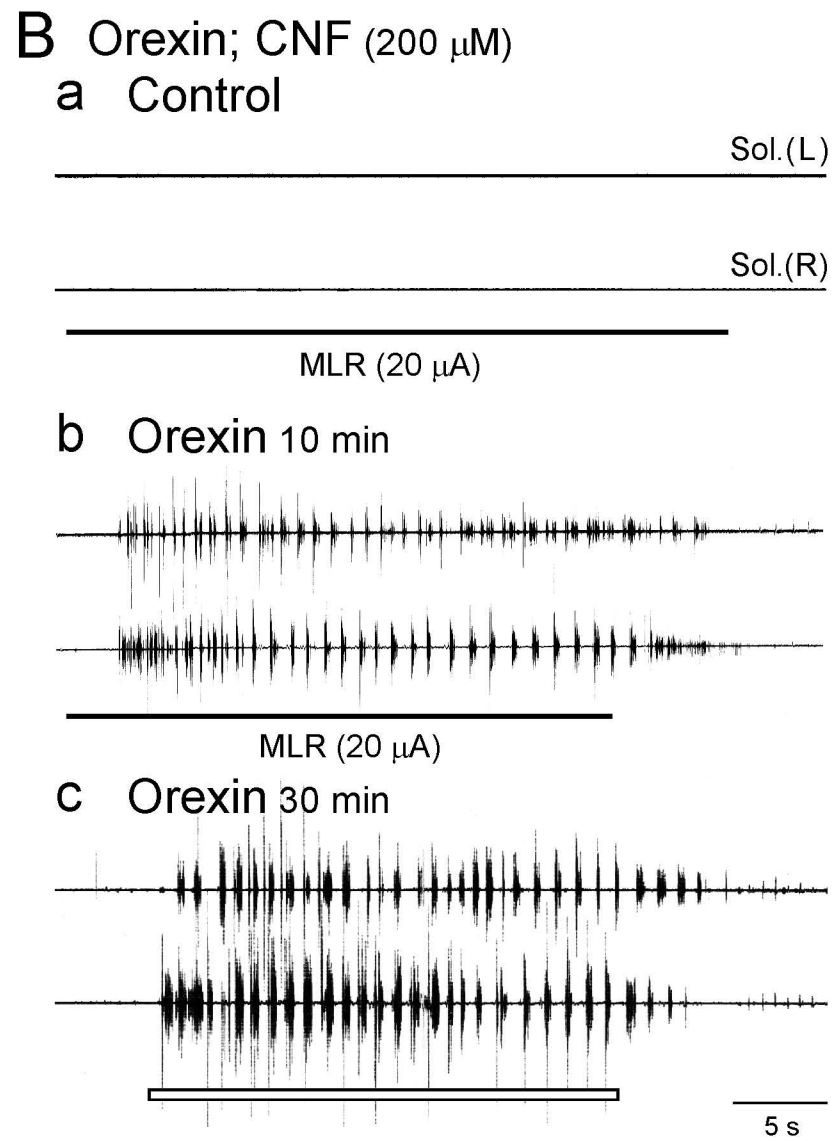 B Orexin; CNF (200 μM)
a Control
Sol.(L)
Sol.(R)
MLR (20 μA)
b Orexin 10 min
MLR (20 μA)
c Orexin 30 min
5 s